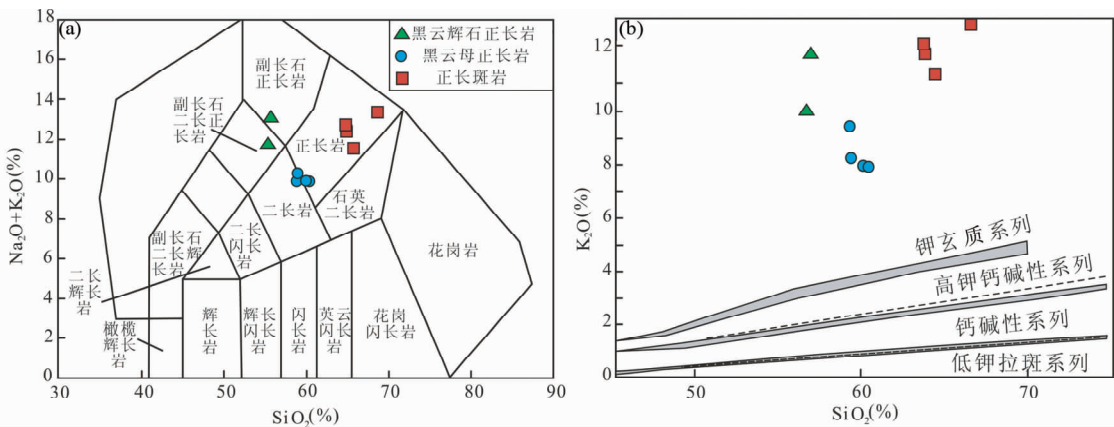 (a)
Na₂O+K₂O(%)
18
16
14
12
10
8
6
4
2
0
30
40
50
60
70
80
90
SiO₂(%)
黑云辉石正长岩
黑云母正长岩
正长斑岩
副长石
正长岩
副长石
二长正
长岩
正长岩
石英
二长岩
二长岩
二长
闪长
岩
副长石
二长辉
长岩
二长
辉长
岩
橄榄
辉长
岩
辉
长
岩
辉长
闪长
岩
闪
长
岩
英云
闪长
岩
花岗
闪长岩
花岗岩
(b)
K₂O(%)
12
10
8
6
4
2
0
50
60
70
SiO₂(%)
钾玄质系列
高钾钙碱性系列
钙碱性系列
低钾拉斑系列